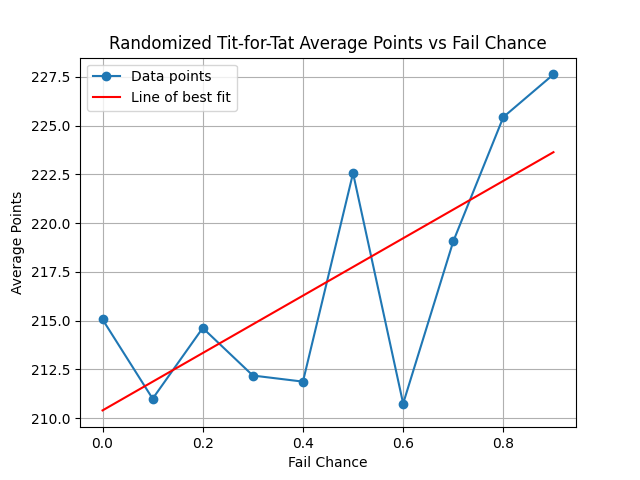 Randomized Tit-for-Tat Average Points vs Fail Chance
Data points
Line of best fit
227.5
225.0
222.5
220.0
217.5
215.0
212.5
210.0
Average Points
0.0 0.2 0.4 0.6 0.8
Fail Chance